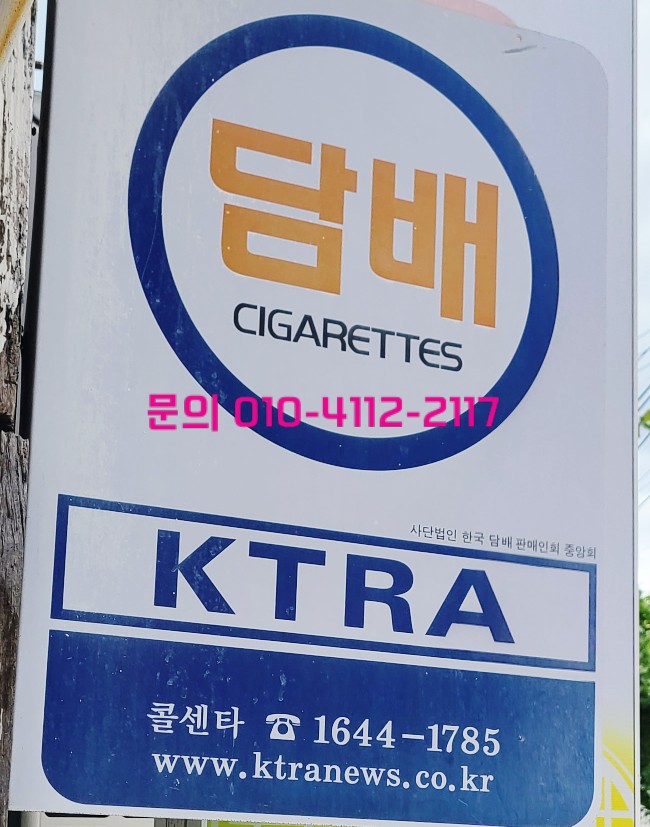 담배
CIGARETTES
문의 010-4112-2117
사단법인 한국 담배 판매인회 중앙회
KTRA
콜센타 ☎ 1644-1785
www.ktranews.co.kr